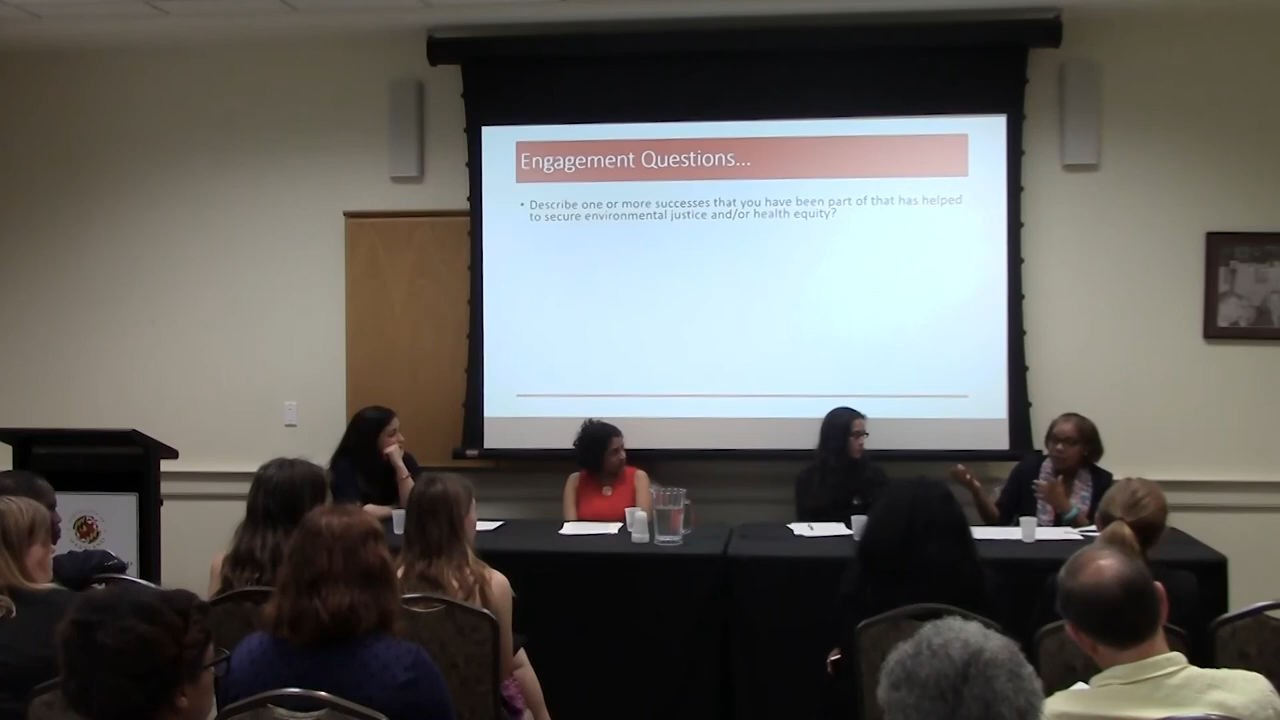 Engagement Questions...
• Describe one or more successes that you have been part of that has helped
to secure environmental justice and/or health equity?